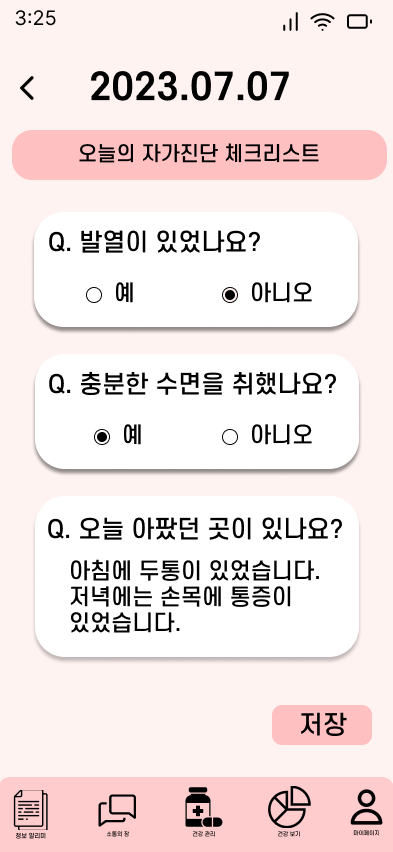 3:25
2023.07.07
오늘의 자가진단 체크리스트
Q. 발열이 있었나요?
예 아니오
Q. 충분한 수면을 취했나요?
예 아니오
Q. 오늘 아팠던 곳이 있나요?
아침에 두통이 있었습니다.
저녁에는 손목에 통증이
있었습니다.
저장
정보 알리미 소통의 장 건강 관리 건강 보기 마이페이지